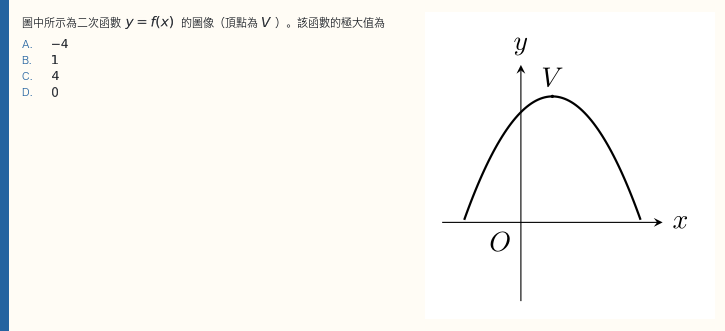 圖中所示為二次函數 y = f(x) 的圖像（頂點為 V ）。該函數的極大值為
A. −4
B. 1
C. 4
D. 0
y
V
x
O